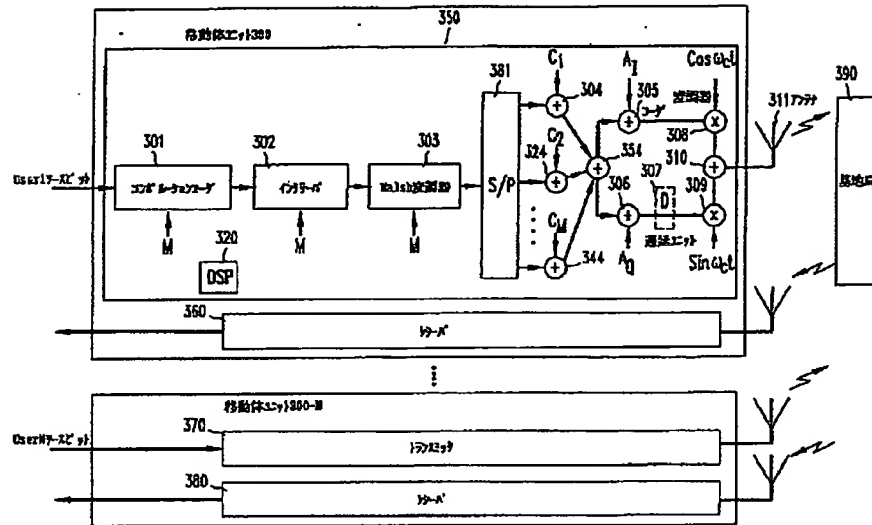 350
移動体ユニット300
381
C1
304
AI
305
コーダ
Cosωct
変調器
308
311 アンテナ
390
301
302
303
C2
324
354
310
User1データビット
コンボルーションコーダ
インタリーバ
Walsh変調器
S/P
306
307
D
309
基地局
M
M
M
CM
344
AQ
遅延ユニット
Sinωct
320
DSP
360
レシーバ
移動体ユニット300-N
370
UserNデータビット
トランスミッタ
380
レシーバ